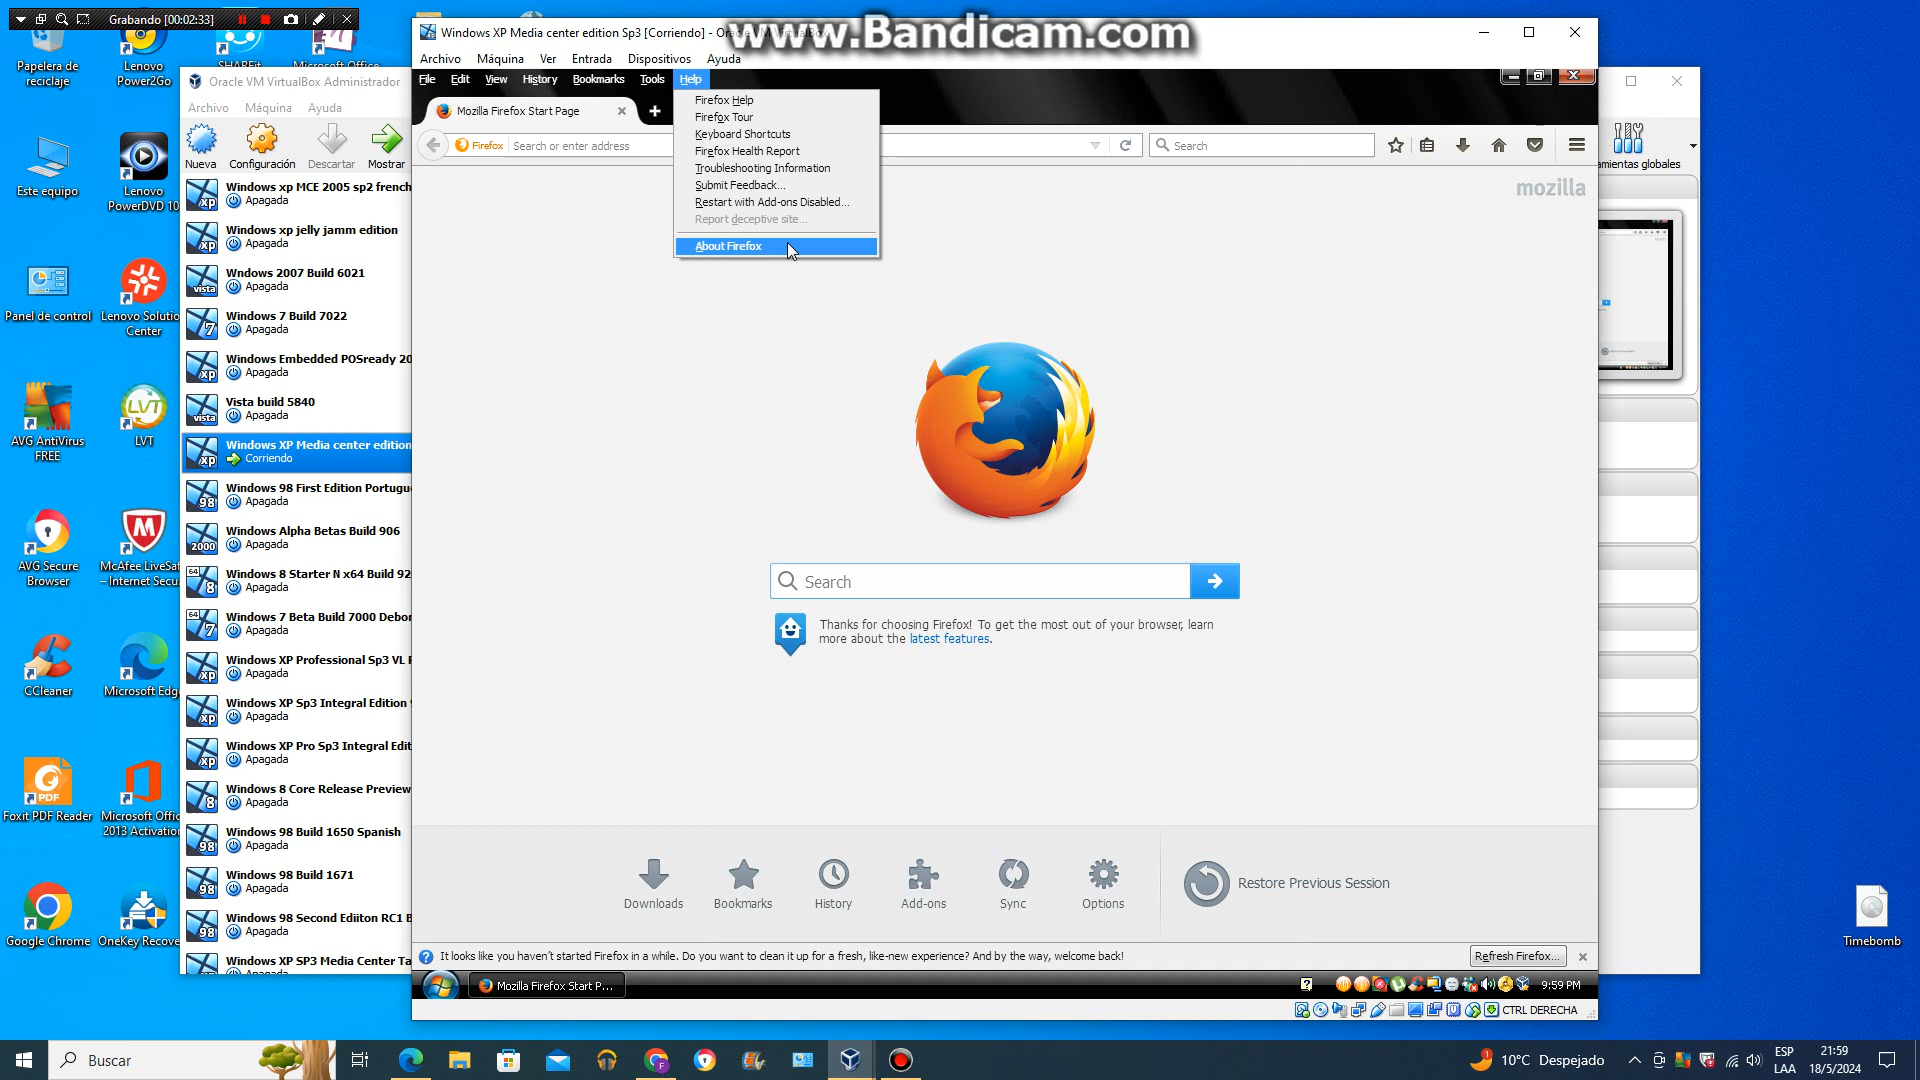 Grabando [00:02:33]
www.Bandicam.com
Papelera de
reciclaje
Lenovo
Power2Go
SHAREit
Microsoft Office
Este equipo
Lenovo
PowerDVD 10
Panel de control
Lenovo Solutio
Center
AVG AntiVirus
FREE
LVT
AVG Secure
Browser
McAfee LiveSaf
– Internet Secu
CCleaner
Microsoft Edg
Foxit PDF Reader
Microsoft Offic
2013 Activation
Google Chrome
OneKey Recove
Timebomb
Oracle VM VirtualBox Administrador
Archivo Máquina Ayuda
Nueva Configuración Descartar Mostrar
amientas globales
Windows xp MCE 2005 sp2 french
Apagada
Windows xp jelly jamm edition
Apagada
Wndows 2007 Build 6021
Apagada
Windows 7 Build 7022
Apagada
Windows Embedded POSready 20
Apagada
Vista build 5840
Apagada
Windows XP Media center edition
Corriendo
Windows 98 First Edition Portugu
Apagada
Windows Alpha Betas Build 906
Apagada
Windows 8 Starter N x64 Build 92
Apagada
Windows 7 Beta Build 7000 Debor
Apagada
Windows XP Professional Sp3 VL
Apagada
Windows XP Sp3 Integral Edition
Apagada
Windows XP Pro Sp3 Integral Edit
Apagada
Windows 8 Core Release Preview
Apagada
Windows 98 Build 1650 Spanish
Apagada
Windows 98 Build 1671
Apagada
Windows 98 Second Ediiton RC1 B
Apagada
Windows XP SP3 Media Center Ta
Apagada
Windows XP Media center edition Sp3 [Corriendo] - Oracle VM VirtualBox
Archivo Máquina Ver Entrada Dispositivos Ayuda
File Edit View History Bookmarks Tools Help
Mozilla Firefox Start Page
Firefox Search or enter address
Search
Firefox Help
Firefox Tour
Keyboard Shortcuts
Firefox Health Report
Troubleshooting Information
Submit Feedback...
Restart with Add-ons Disabled...
Report deceptive site...
About Firefox
mozilla
Search
Thanks for choosing Firefox! To get the most out of your browser, learn
more about the latest features.
Downloads Bookmarks History Add-ons Sync Options
Restore Previous Session
It looks like you haven't started Firefox in a while. Do you want to clean it up for a fresh, like-new experience? And by the way, welcome back!
Refresh Firefox...
Mozilla Firefox Start P...
9:59 PM
CTRL DERECHA
Buscar
10°C Despejado
ESP
LAA
21:59
18/5/2024